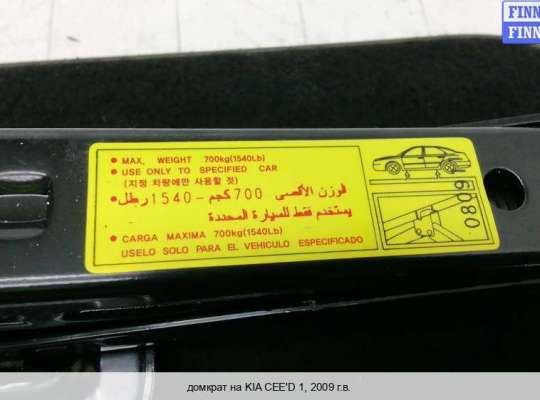 FINN
FINN
• MAX, WEIGHT 700kg(1540Lb)
• USE ONLY TO SPECIFIED CAR
(지정 차량에만 사용할 것)
• الوزن الأقصى 700 كجم - 1540 رطل
يستخدم فقط للسيارة المحددة
• CARGA MAXIMA 700kg(1540Lb)
USELO SOLO PARA EL VEHICULO ESPECIFICADO
домкрат на KIA CEE'D 1, 2009 г.в.